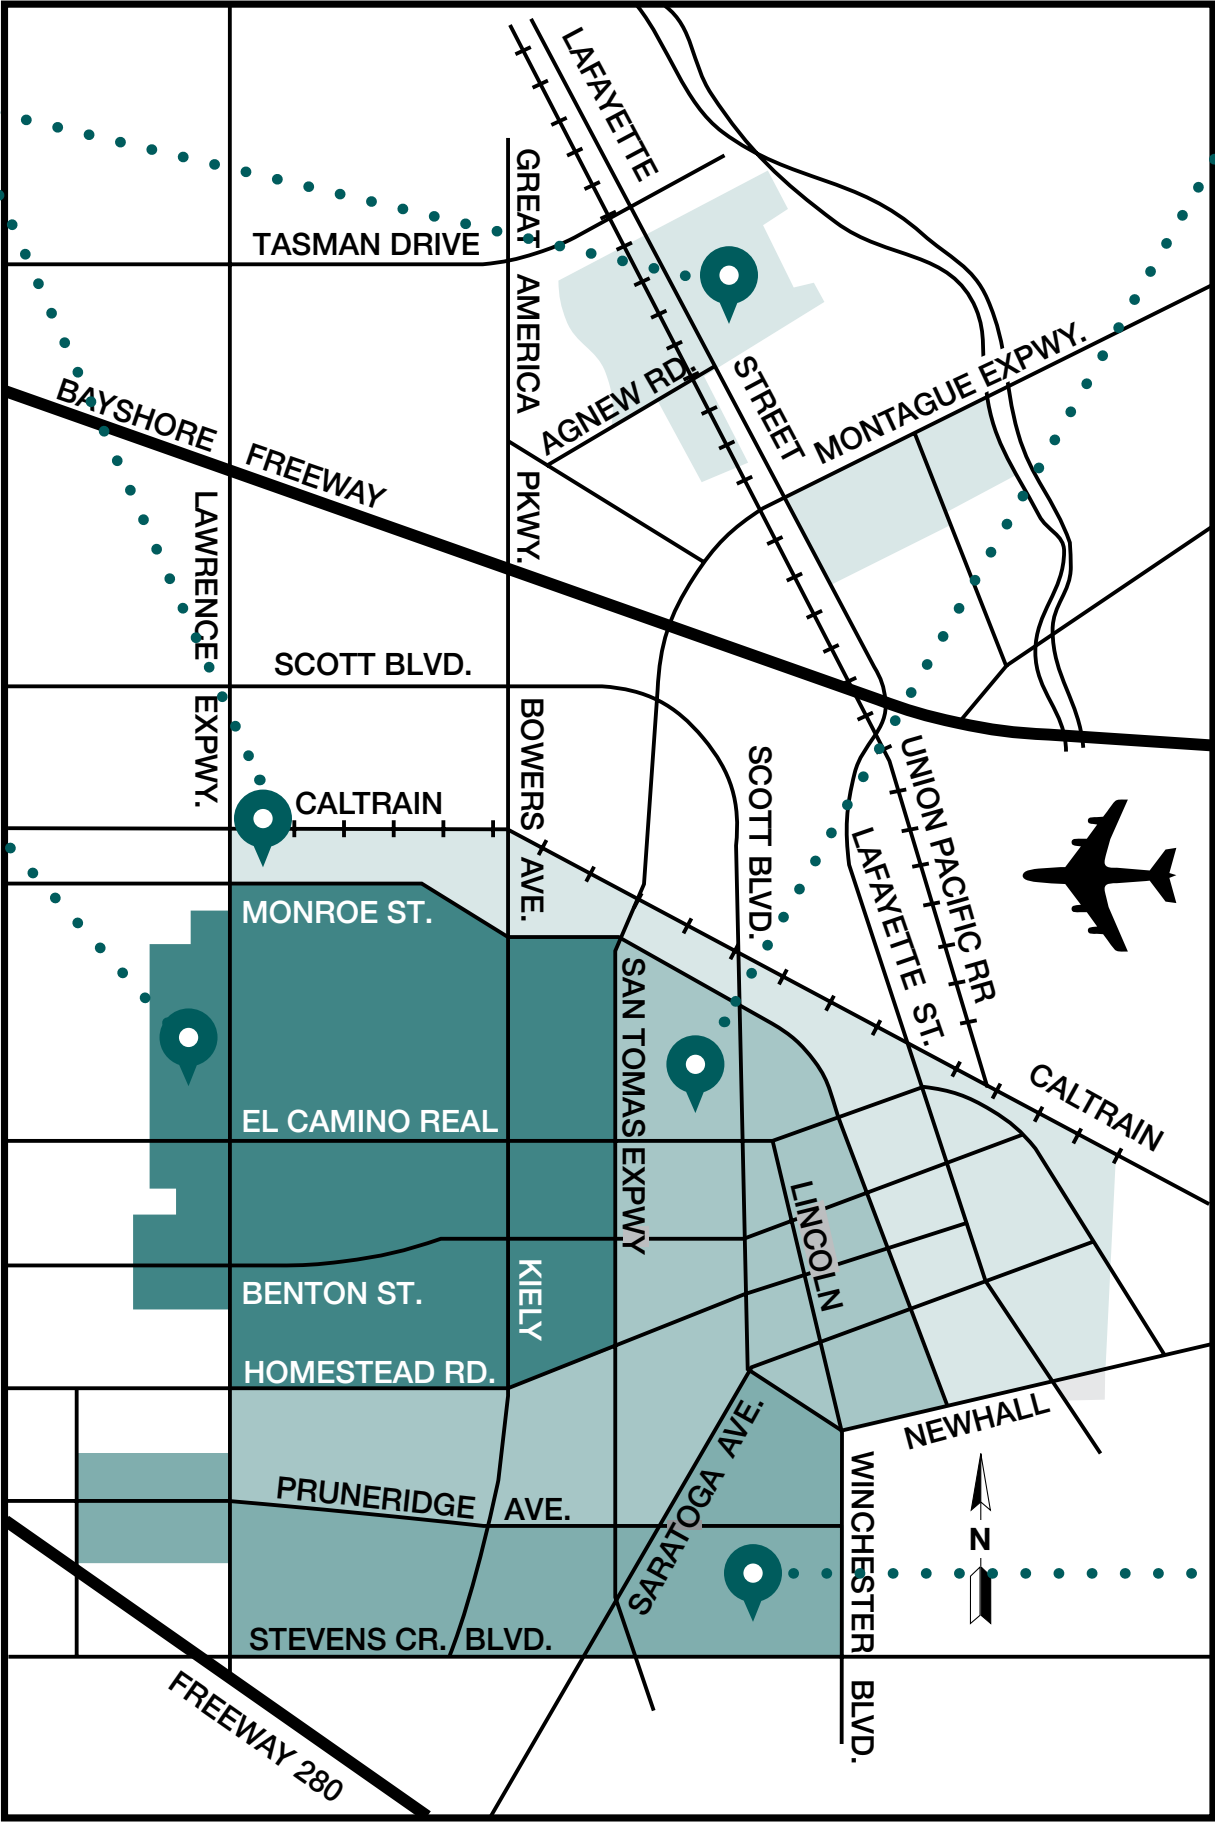 LAFAYETTE
GREAT AMERICA PKWY.
TASMAN DRIVE
STREET
MONTAGUE EXPWY.
AGNEW RD.
BAYSHORE FREEWAY
LAWRENCE EXPWY.
SCOTT BLVD.
BOWERS AVE.
SCOTT BLVD.
UNION PACIFIC RR
CALTRAIN
LAFAYETTE ST.
MONROE ST.
SAN TOMAS EXPWY
CALTRAIN
EL CAMINO REAL
LINCOLN
KIELY
BENTON ST.
HOMESTEAD RD.
SARATOGA AVE.
NEWHALL
WINCHESTER BLVD.
PRUNERIDGE AVE.
N
STEVENS CR. BLVD.
FREEWAY 280